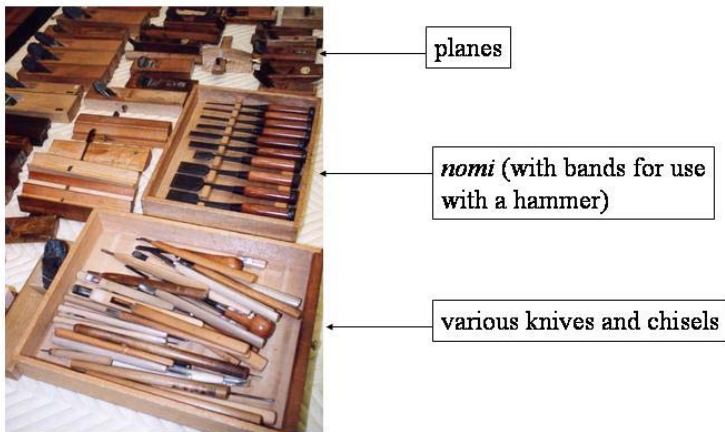 planes
nomi (with bands for use
with a hammer)
various knives and chisels